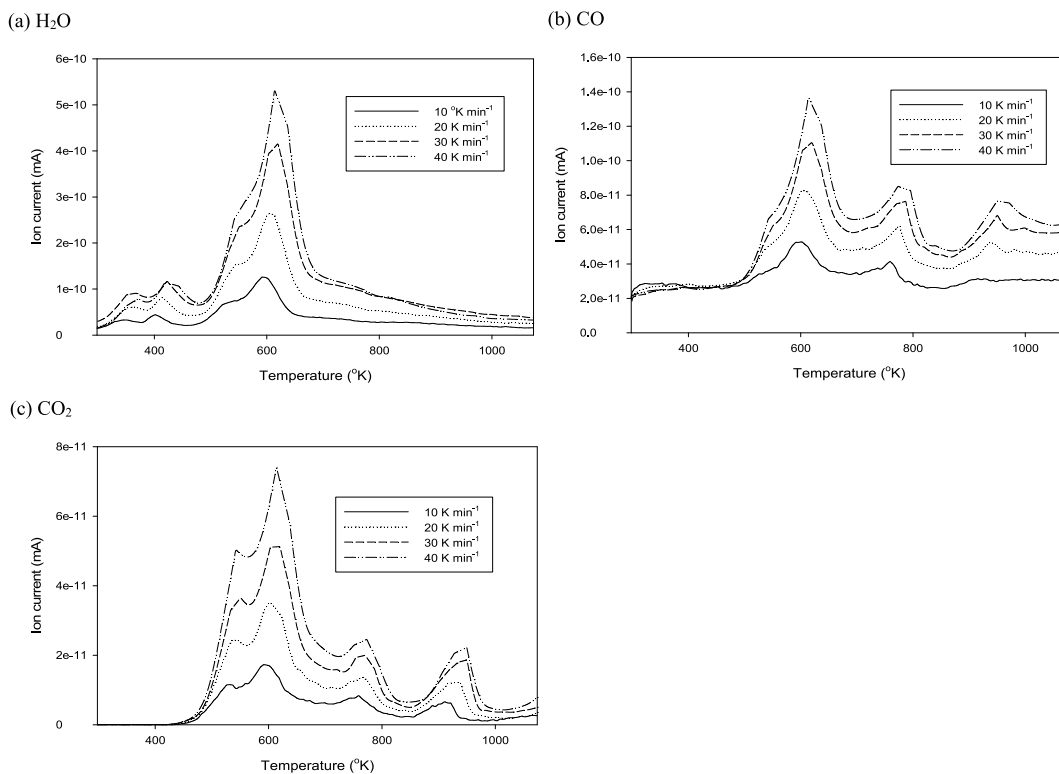 (a) H₂O
6e-10
5e-10
4e-10
3e-10
2e-10
1e-10
0
Ion current (mA)
10 °K min⁻¹
20 K min⁻¹
30 K min⁻¹
40 K min⁻¹
400 600 800 1000
Temperature (°K)
(b) CO
1.6e-10
1.4e-10
1.2e-10
1.0e-10
8.0e-11
6.0e-11
4.0e-11
2.0e-11
0.0
Ion current (mA)
10 K min⁻¹
20 K min⁻¹
30 K min⁻¹
40 K min⁻¹
300 400 500 600 700 800 900 1000
Temperature (°K)
(c) CO₂
8e-11
6e-11
4e-11
2e-11
0
Ion current (mA)
10 K min⁻¹
20 K min⁻¹
30 K min⁻¹
40 K min⁻¹
400 600 800 1000
Temperature (°K)